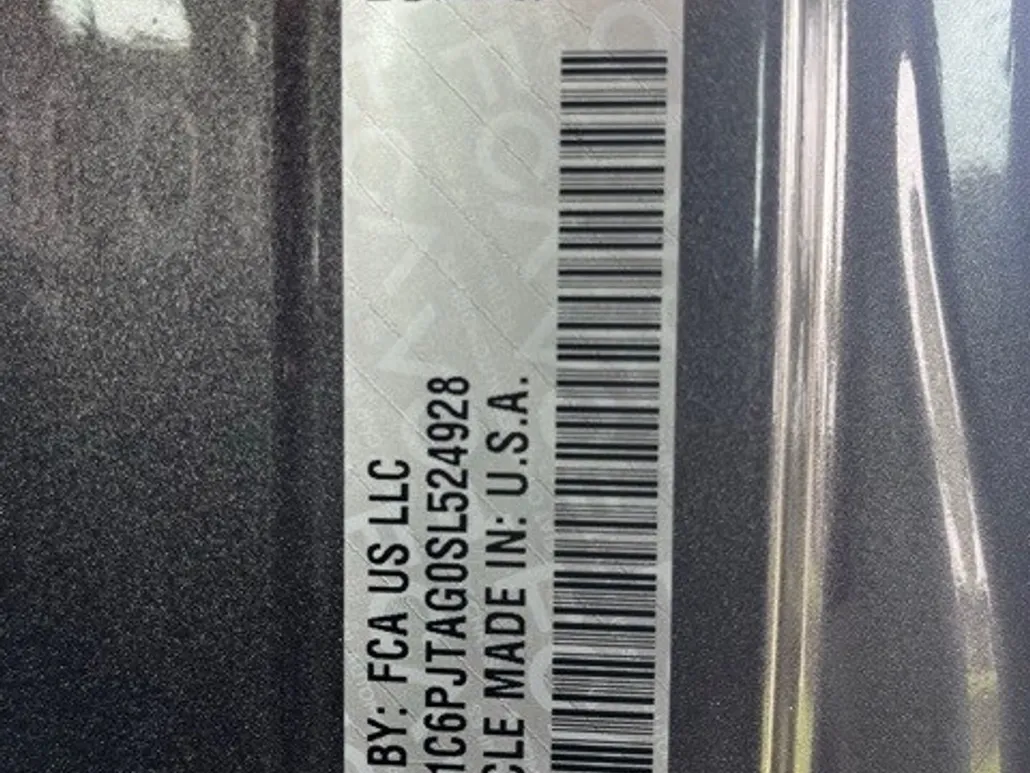 BY: FCA US LLC
1C6PJTAG0SL524928
CLE MADE IN: U.S.A.